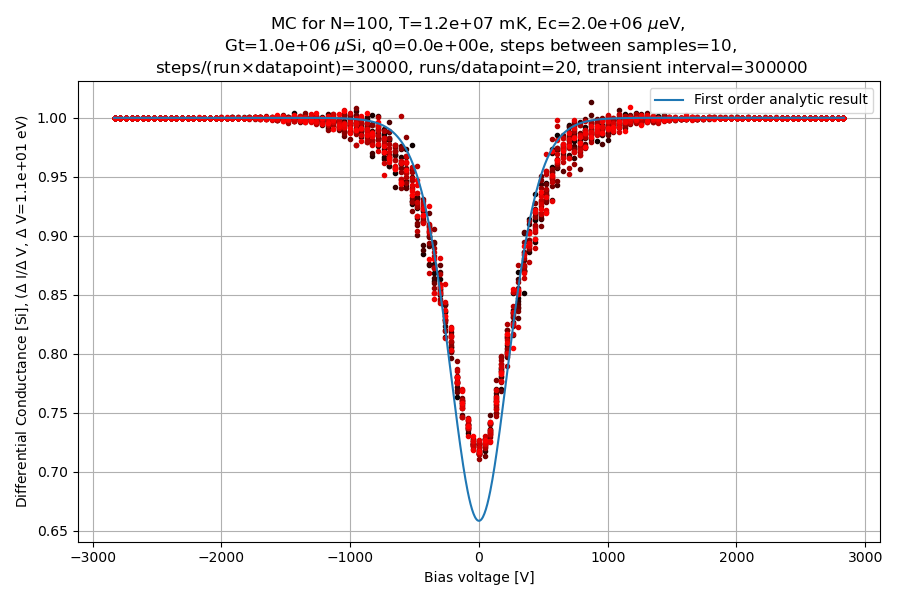 MC for N=100, T=1.2e+07 mK, Ec=2.0e+06 μeV,
Gt=1.0e+06 μSi, q0=0.0e+00e, steps between samples=10,
steps/(run×datapoint)=30000, runs/datapoint=20, transient interval=300000
First order analytic result
Differential Conductance [Si], (Δ I/Δ V, Δ V=1.1e+01 eV)
1.00
0.95
0.90
0.85
0.80
0.75
0.70
0.65
−3000 −2000 −1000 0 1000 2000 3000
Bias voltage [V]